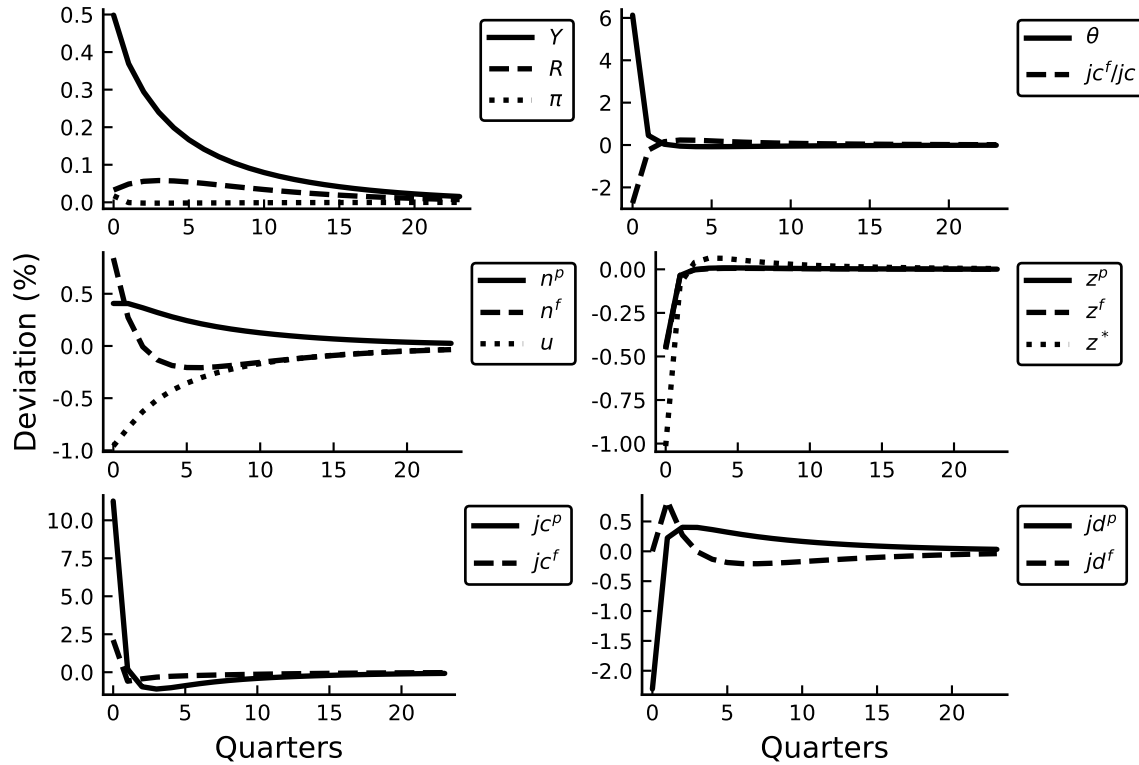 0.5
0.4
0.3
0.2
0.1
0.0
0 5 10 15 20
Y
R
π
6
4
2
0
-2
0 5 10 15 20
θ
jc^f/jc
Deviation (%)
0.5
0.0
-0.5
-1.0
0 5 10 15 20
n^p
n^f
u
0.00
-0.25
-0.50
-0.75
-1.00
0 5 10 15 20
z^p
z^f
z^*
10.0
7.5
5.0
2.5
0.0
0 5 10 15 20
Quarters
jc^p
jc^f
0.5
0.0
-0.5
-1.0
-1.5
-2.0
0 5 10 15 20
Quarters
jd^p
jd^f